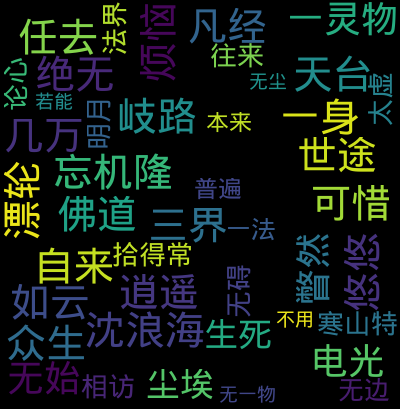 任去
法界
烦恼
凡经
一灵物
往来
论心
绝无
若能
无尘
天台
太虚
几万
明月
岐路
本来
一身
世途
漂轮
忘机隆
普遍
可惜
佛道
三界
一法
自来
拾得常
瞥然
悠悠
如云
逍遥
无碍
众生
沈浪海
生死
不用
寒山特
电光
无始
相访
尘埃
无一物
无边